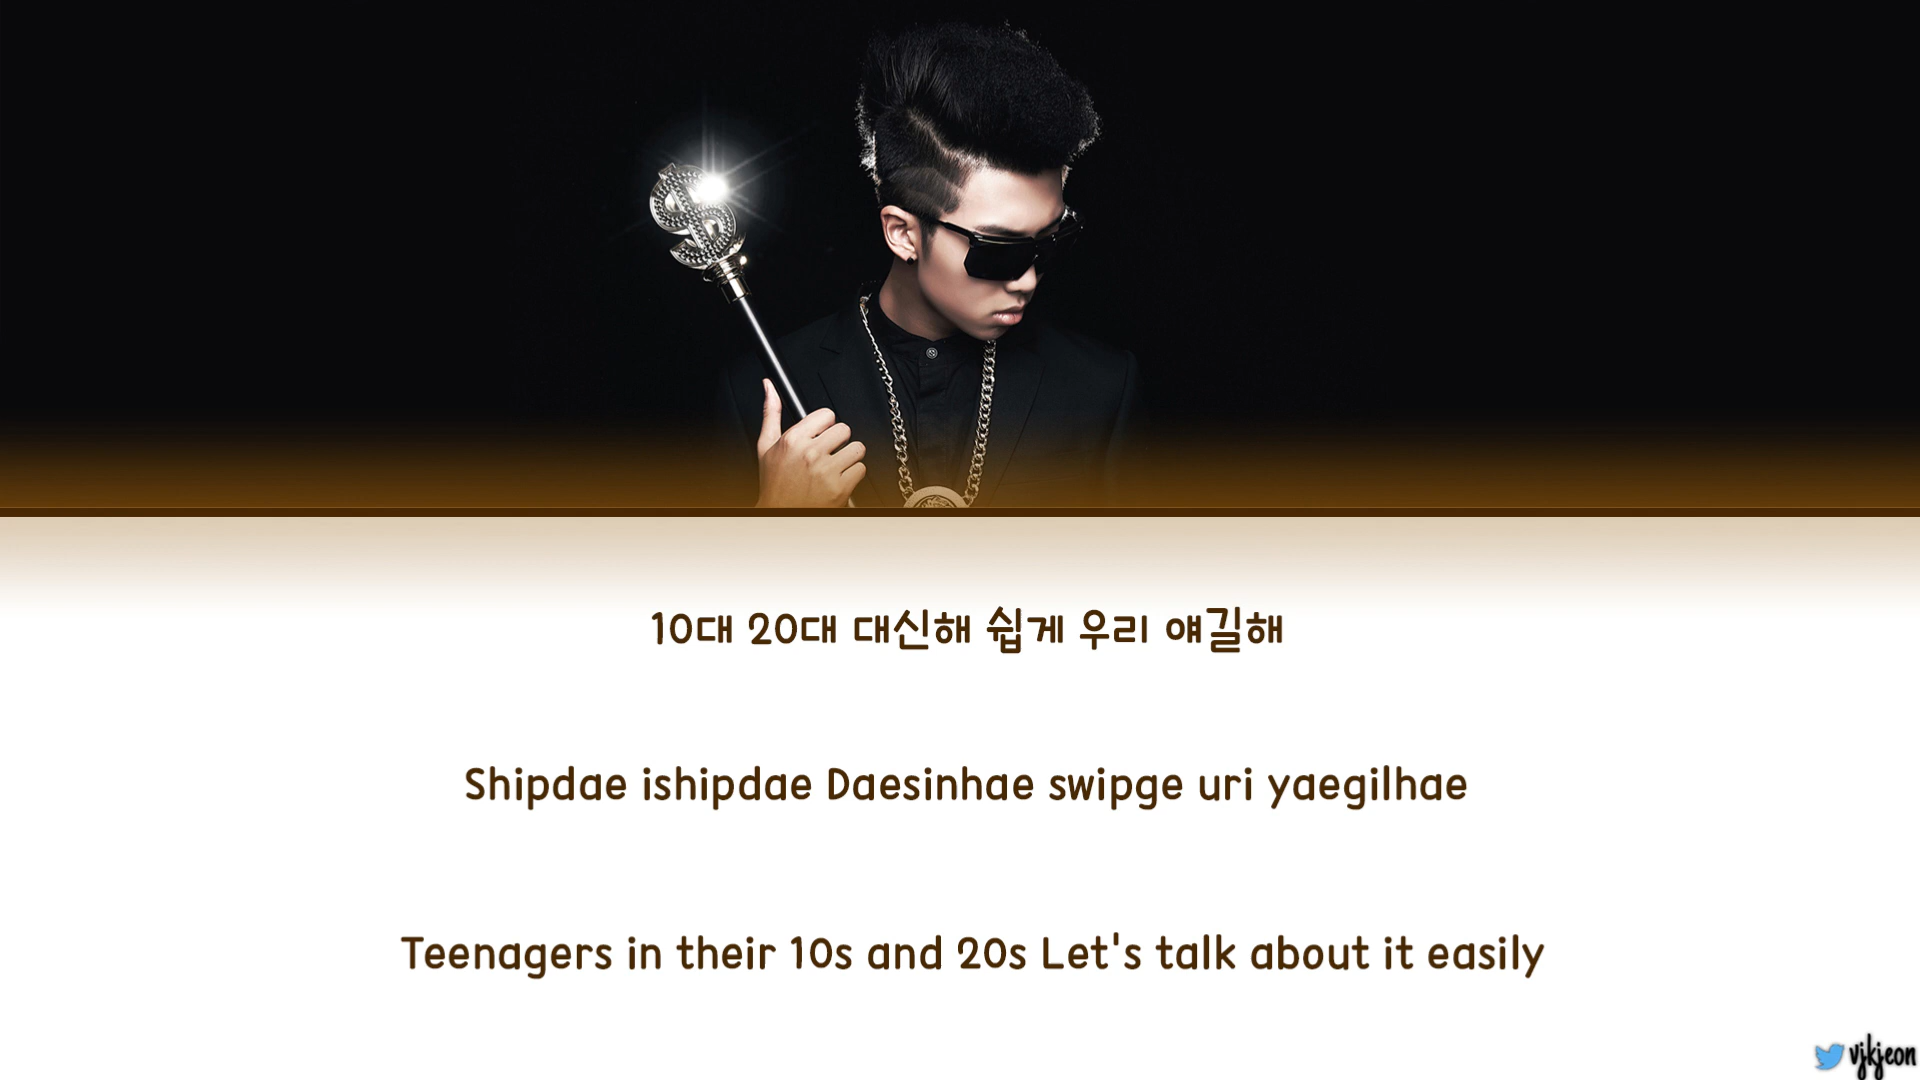 10대 20대 대신해 쉽게 우리 얘길해
Shipdae ishipdae Daesinhae swipge uri yaegilhae
Teenagers in their 10s and 20s Let's talk about it easily
vjkjeon